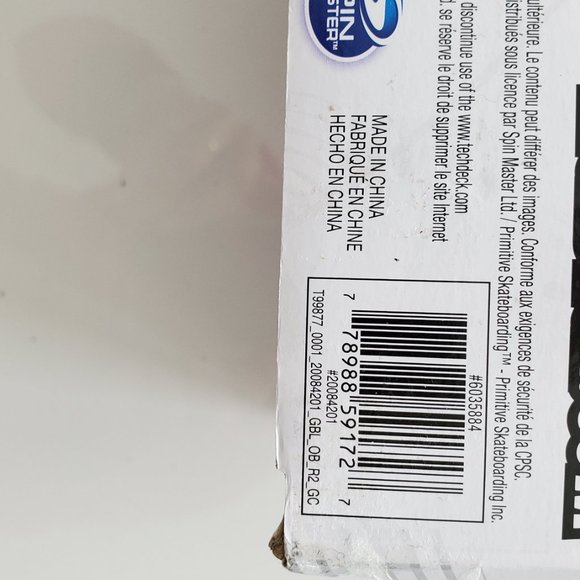 SPIN
MASTER™
MADE IN CHINA
FABRIQUÉ EN CHINE
HECHO EN CHINA
ultérieure. Le contenu peut différer des images. Conforme aux exigences de sécurité de la CPSC.
distribués sous licence par Spin Master Ltd. / Primitive Skateboarding™ - Primitive Skateboarding Inc.
discontinue use of the www.techdeck.com
se réserve le droit de supprimer le site Internet
#6035884
7 78988 59172 7
#20084201
T99877_0001_20084201_GBL_OB_R2_GC